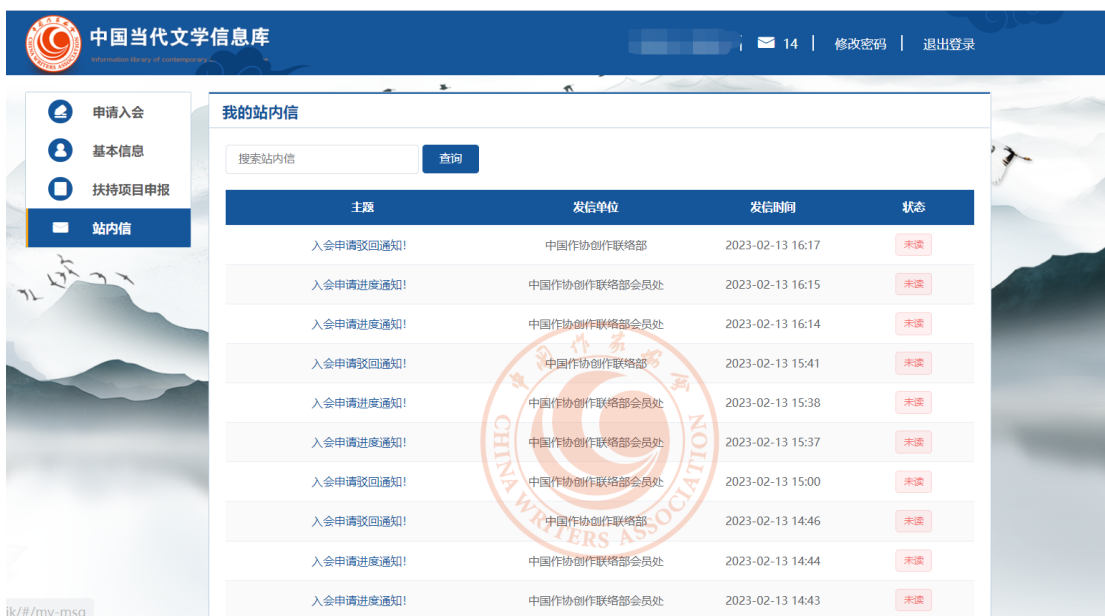 中国当代文学信息库
Information library of contemporary
14 | 修改密码 | 退出登录
申请入会
基本信息
扶持项目申报
站内信
我的站内信
搜索站内信 查询
主题 发信单位 发信时间 状态
入会申请驳回通知! 中国作协创作联络部 2023-02-13 16:17 未读
入会申请进度通知! 中国作协创作联络部会员处 2023-02-13 16:15 未读
入会申请进度通知! 中国作协创作联络部会员处 2023-02-13 16:14 未读
入会申请驳回通知! 中国作协创作联络部 2023-02-13 15:41 未读
入会申请进度通知! 中国作协创作联络部会员处 2023-02-13 15:38 未读
入会申请进度通知! 中国作协创作联络部会员处 2023-02-13 15:37 未读
入会申请驳回通知! 中国作协创作联络部会员处 2023-02-13 15:00 未读
入会申请驳回通知! 中国作协创作联络部 2023-02-13 14:46 未读
入会申请进度通知! 中国作协创作联络部会员处 2023-02-13 14:44 未读
入会申请进度通知! 中国作协创作联络部会员处 2023-02-13 14:43 未读
中国作家协会
CHINA WRITERS ASSOCIATION
ik/#/my-msg